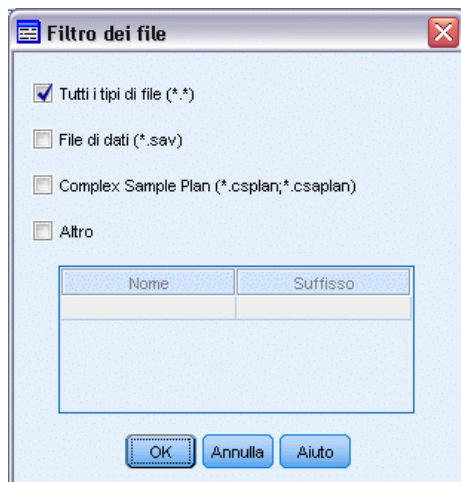 Filtro dei file
Tutti i tipi di file (*.*)
File di dati (*.sav)
Complex Sample Plan (*.csplan;*.csaplan)
Altro
Nome Suffisso
OK Annulla Aiuto